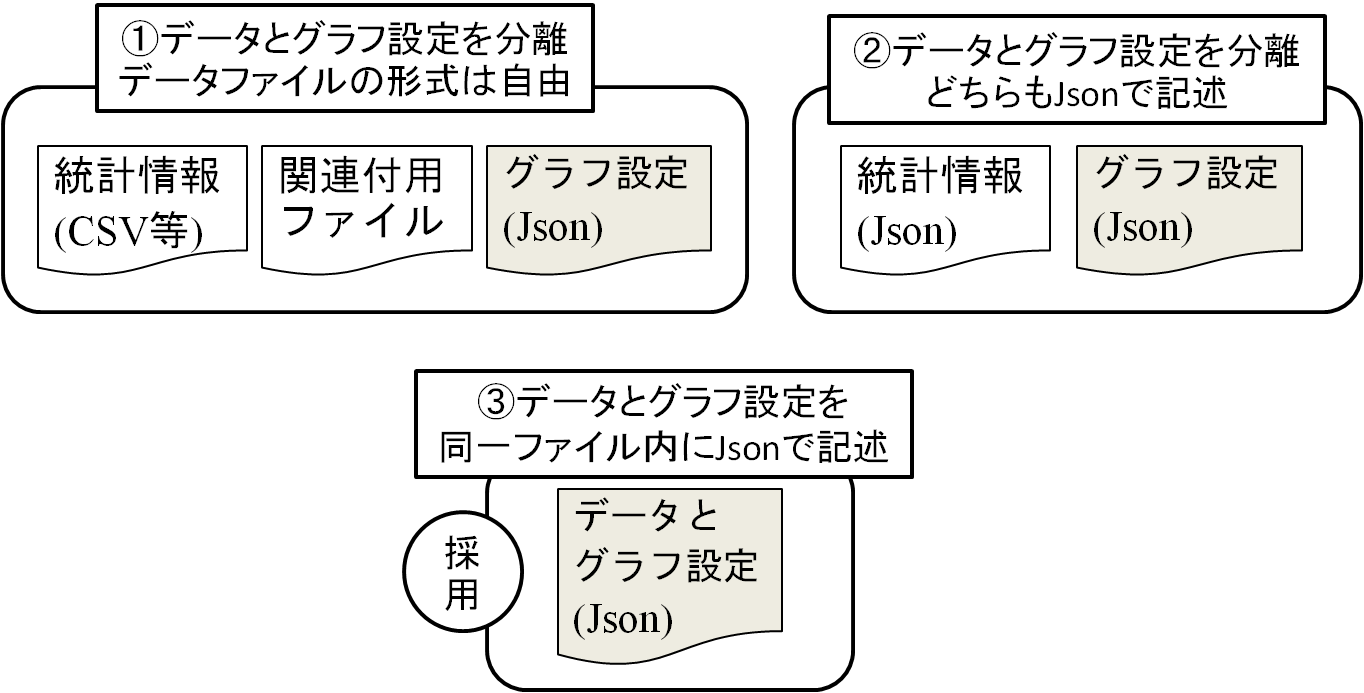 ①データとグラフ設定を分離
データファイルの形式は自由
統計情報
(CSV等)
関連付用
ファイル
グラフ設定
(Json)
②データとグラフ設定を分離
どちらもJsonで記述
統計情報
(Json)
グラフ設定
(Json)
③データとグラフ設定を
同一ファイル内にJsonで記述
採
用
データと
グラフ設定
(Json)